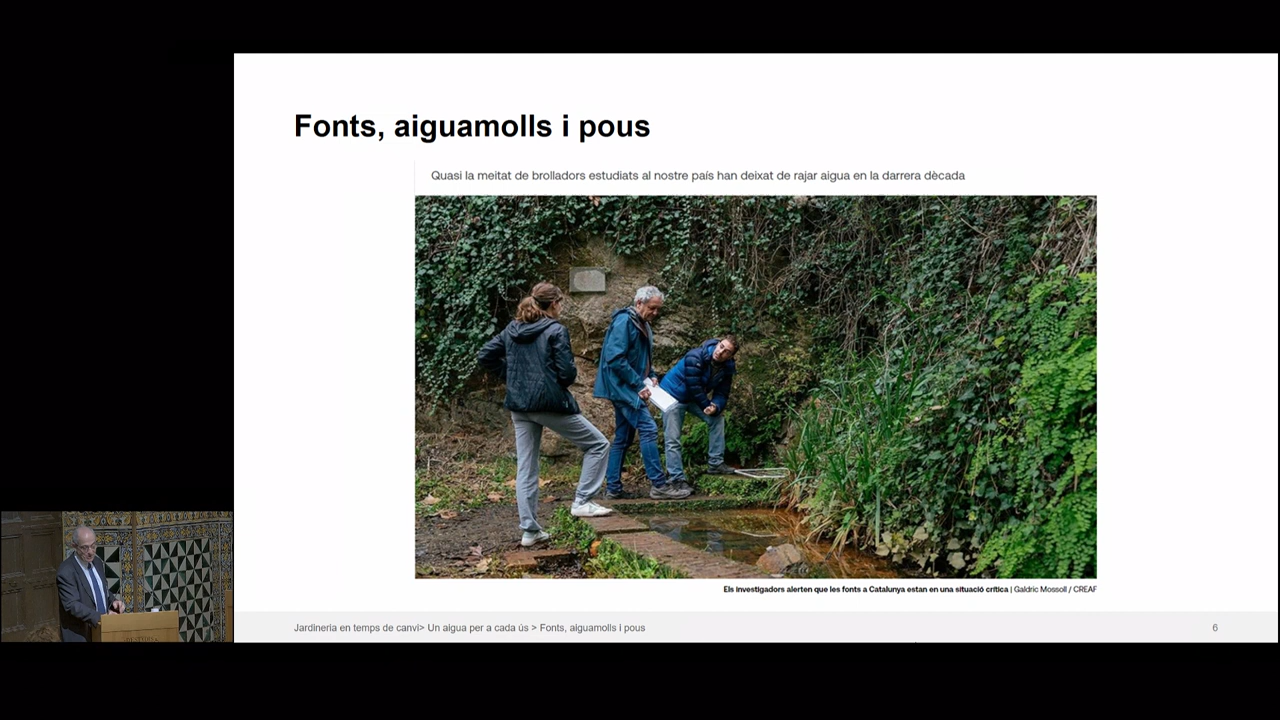 Fonts, aiguamolls i pous
Quasi la meitat de brolladors estudiats al nostre país han deixat de rajar aigua en la darrera dècada
Els investigadors alerten que les fonts a Catalunya estan en una situació crítica | Galdric Mossoll / CREAF
Jardineria en temps de canvi> Un aigua per a cada ús > Fonts, aiguamolls i pous
6